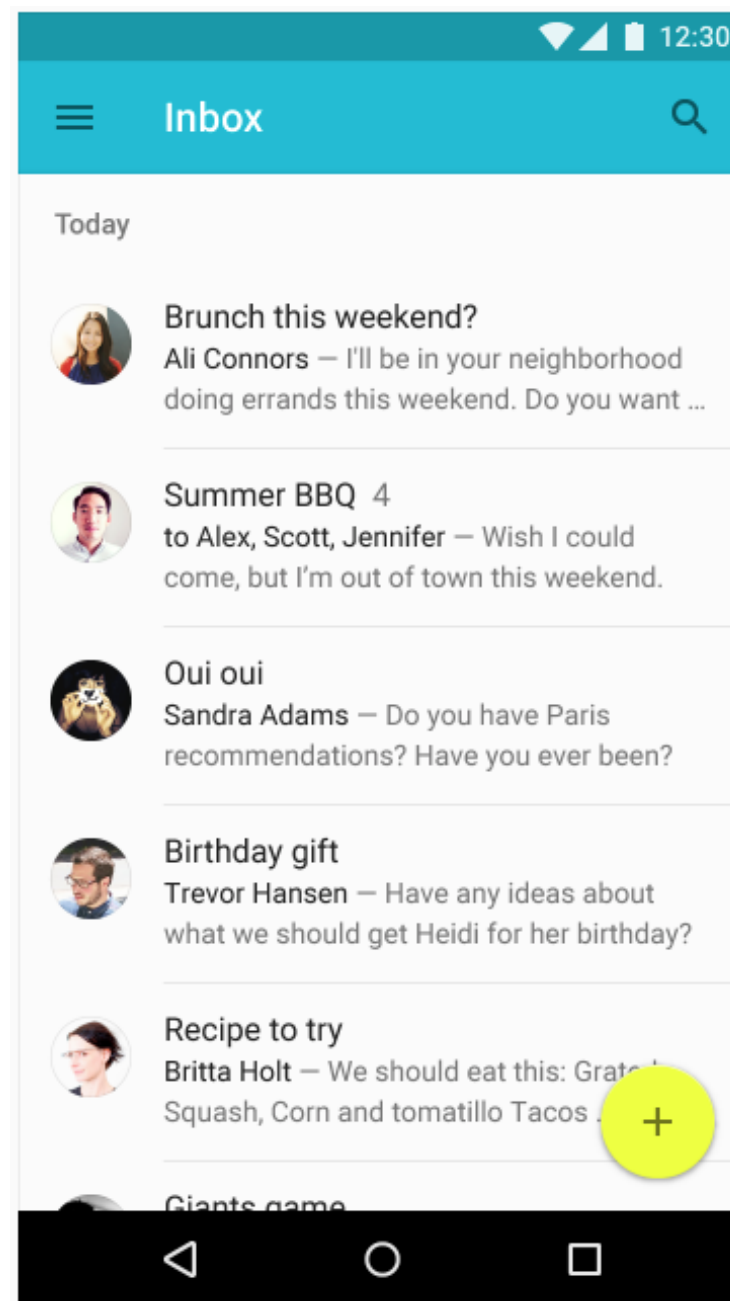 12:30
Inbox
Today
Brunch this weekend?
Ali Connors — I'll be in your neighborhood
doing errands this weekend. Do you want ...
Summer BBQ 4
to Alex, Scott, Jennifer — Wish I could
come, but I’m out of town this weekend.
Oui oui
Sandra Adams — Do you have Paris
recommendations? Have you ever been?
Birthday gift
Trevor Hansen — Have any ideas about
what we should get Heidi for her birthday?
Recipe to try
Britta Holt — We should eat this:
Squash, Corn and tomatillo Tacos
Giants game